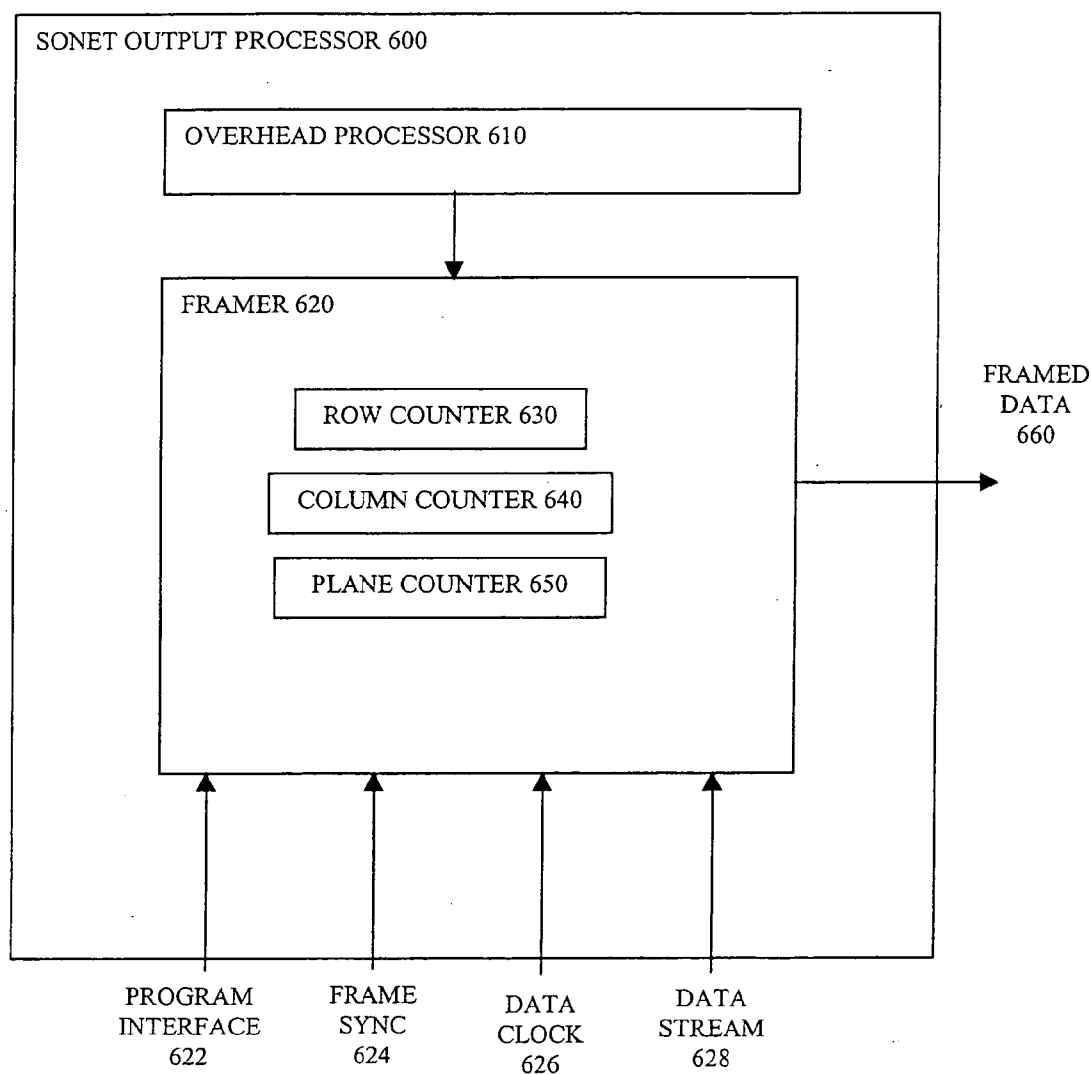 SONET OUTPUT PROCESSOR 600
OVERHEAD PROCESSOR 610
FRAMER 620
ROW COUNTER 630
COLUMN COUNTER 640
PLANE COUNTER 650
FRAMED
DATA
660
PROGRAM
INTERFACE
622
FRAME
SYNC
624
DATA
CLOCK
626
DATA
STREAM
628